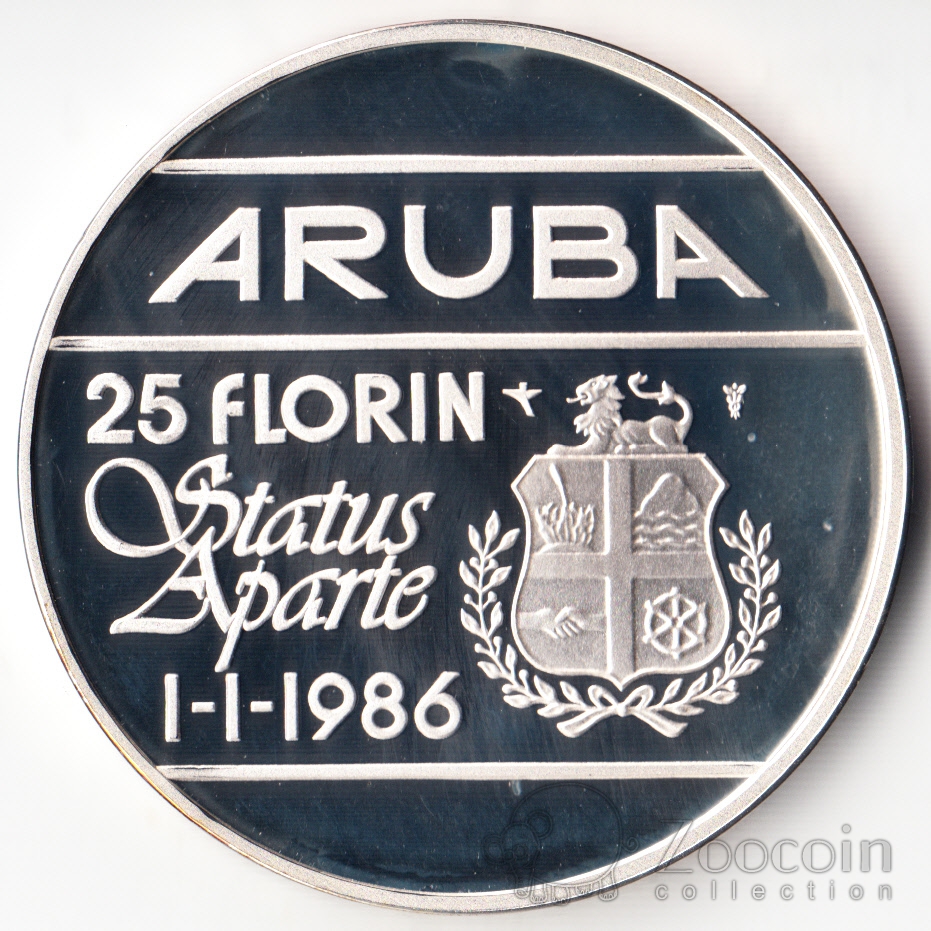 ARUBA
25 FLORIN
Status
Aparte
1-1-1986
Zoocoin
collection